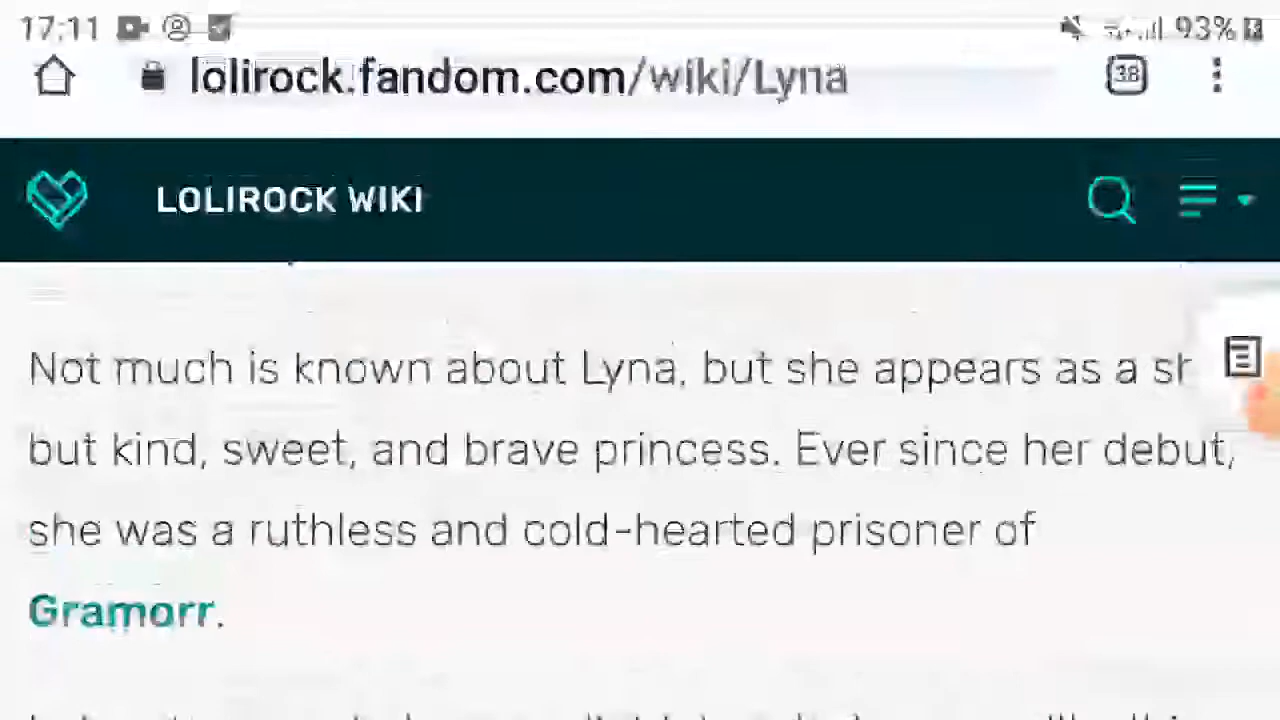 17:11 93%
lolirock.fandom.com/wiki/Lyna 38
LOLIROCK WIKI
Not much is known about Lyna, but she appears as a
but kind, sweet, and brave princess. Ever since her debut,
she was a ruthless and cold-hearted prisoner of
Gramorr.